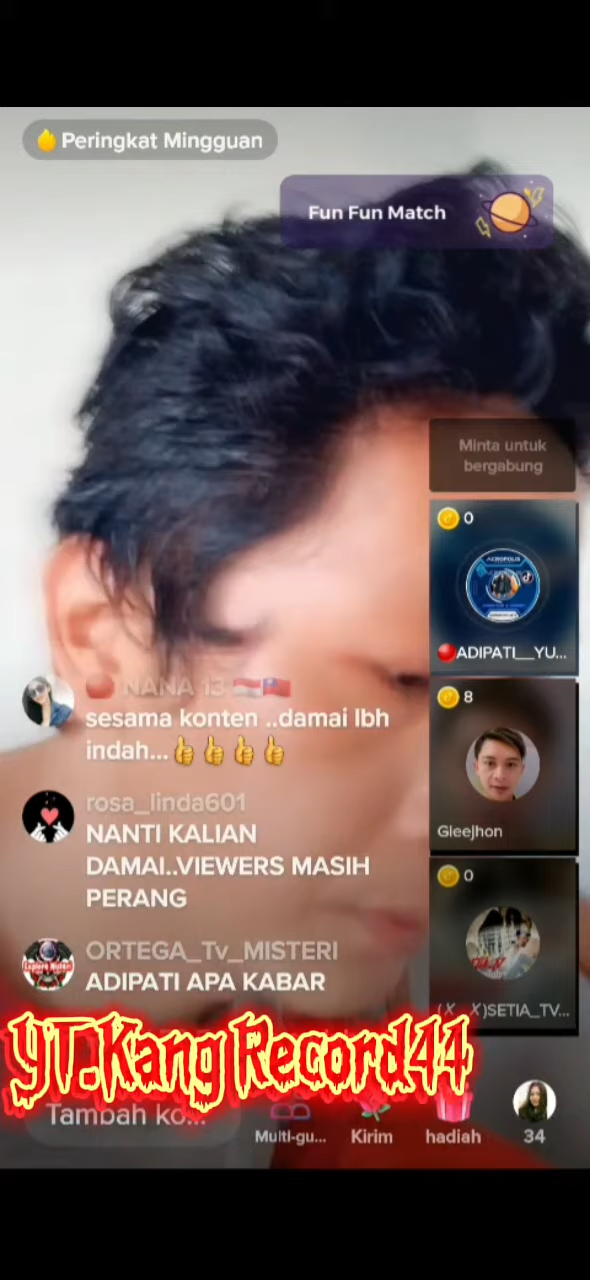 Peringkat Mingguan
Fun Fun Match
Minta untuk
bergabung
0
ADIPATI__YU...
NANA 13
sesama konten ..damai lbh
indah...👍👍👍👍
8
Gleejhon
rosa_linda601
NANTI KALIAN
DAMAI..VIEWERS MASIH
PERANG
0
ORTEGA_Tv_MISTERI
ADIPATI APA KABAR
(X__X)SETIA_TV...
YT.Kang Record44
Tambah ko...
Multi-gu...
Kirim
hadiah
34